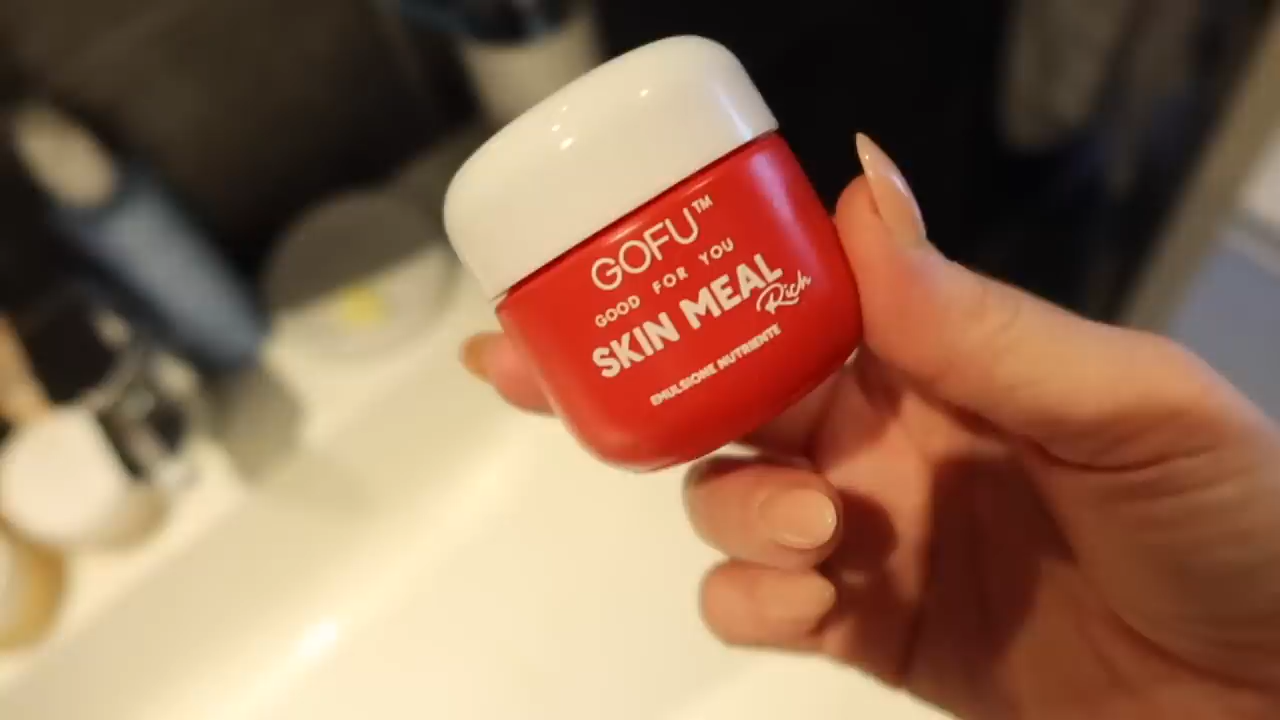 GOFU™
GOOD FOR YOU
SKIN MEAL
Rich
EMULSIONE NUTRIENTE